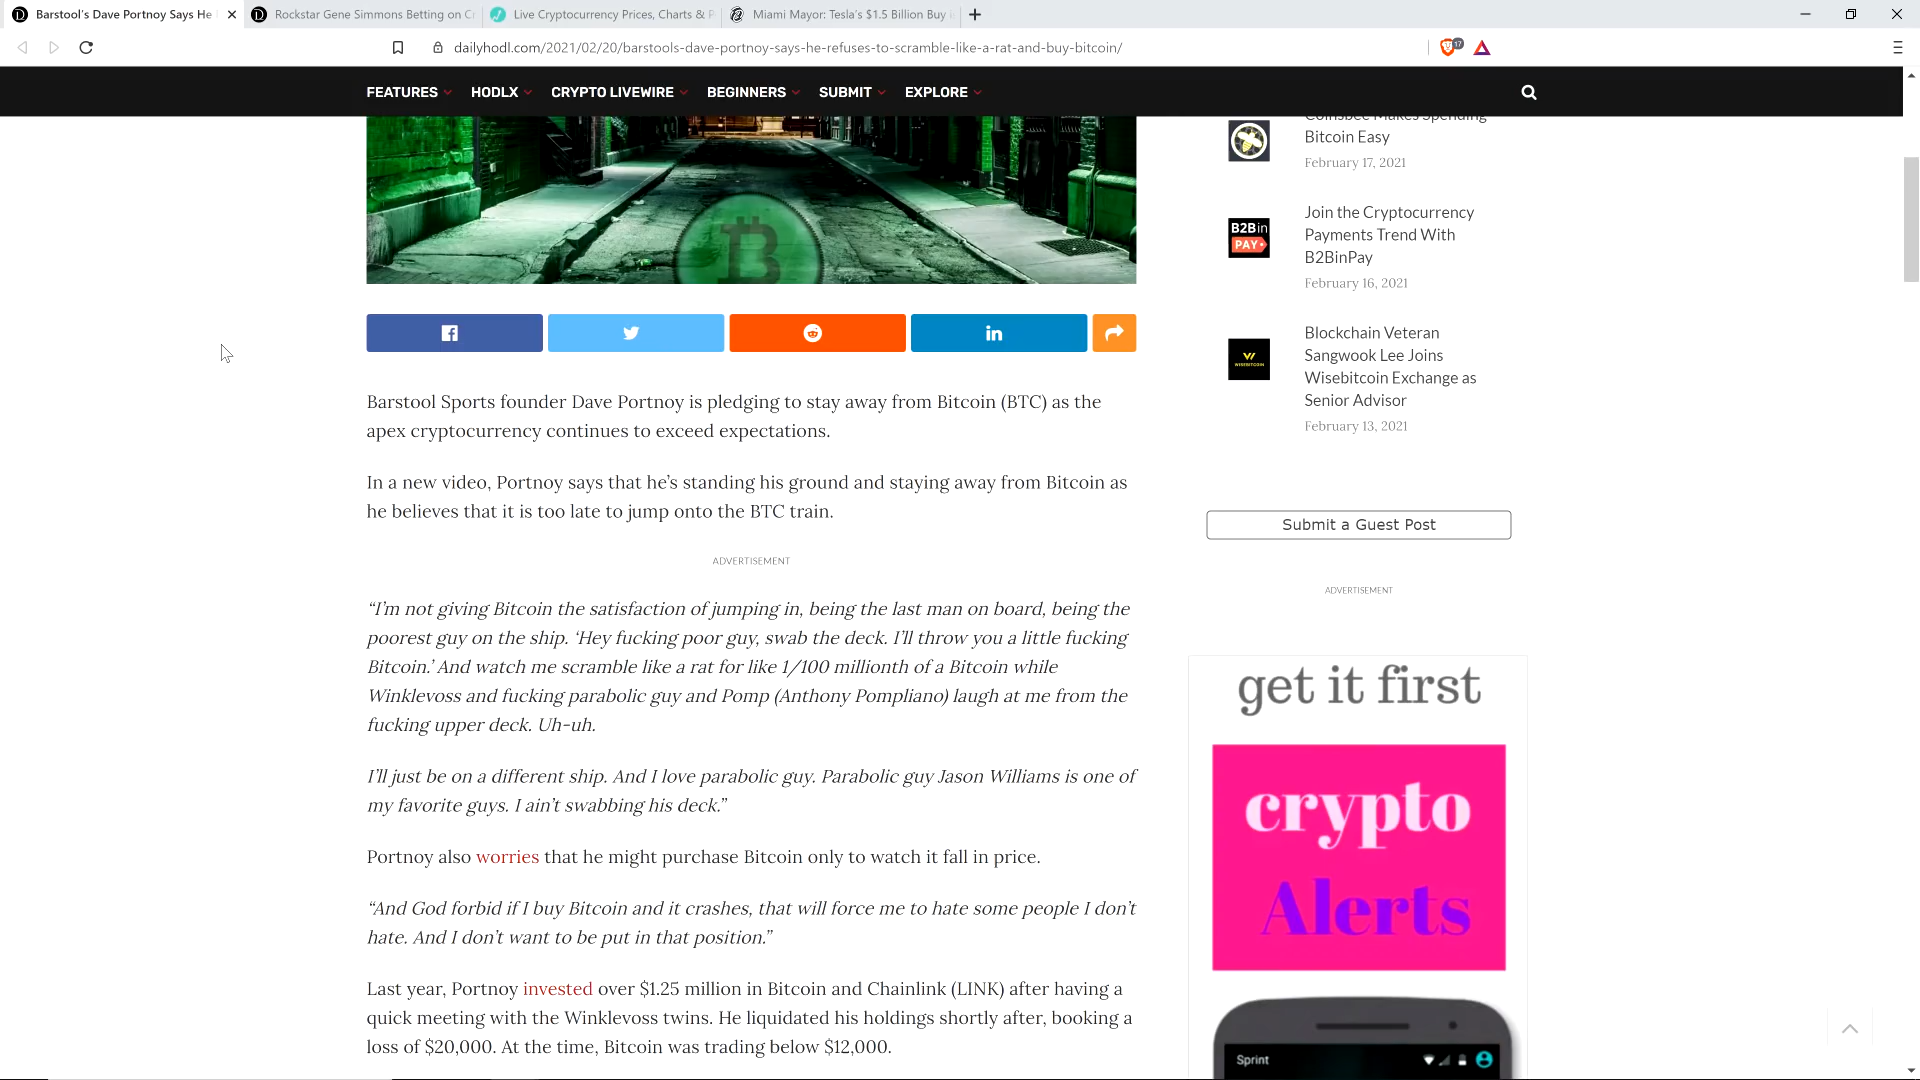 Barstool's Dave Portnoy Says He
Rockstar Gene Simmons Betting on C
Live Cryptocurrency Prices, Charts & P
Miami Mayor: Tesla's $1.5 Billion Buy
dailyhodl.com/2021/02/20/barstools-dave-portnoy-says-he-refuses-to-scramble-like-a-rat-and-buy-bitcoin/
17
FEATURES HODLX CRYPTO LIVEWIRE BEGINNERS SUBMIT EXPLORE
Barstool Sports founder Dave Portnoy is pledging to stay away from Bitcoin (BTC) as the
apex cryptocurrency continues to exceed expectations.
In a new video, Portnoy says that he’s standing his ground and staying away from Bitcoin as
he believes that it is too late to jump onto the BTC train.
ADVERTISEMENT
“I’m not giving Bitcoin the satisfaction of jumping in, being the last man on board, being the
poorest guy on the ship. ‘Hey fucking poor guy, swab the deck. I’ll throw you a little fucking
Bitcoin.’ And watch me scramble like a rat for like 1/100 millionth of a Bitcoin while
Winklevoss and fucking parabolic guy and Pomp (Anthony Pompliano) laugh at me from the
fucking upper deck. Uh-uh.
I’ll just be on a different ship. And I love parabolic guy. Parabolic guy Jason Williams is one of
my favorite guys. I ain’t swabbing his deck.”
Portnoy also worries that he might purchase Bitcoin only to watch it fall in price.
“And God forbid if I buy Bitcoin and it crashes, that will force me to hate some people I don’t
hate. And I don’t want to be put in that position.”
Last year, Portnoy invested over $1.25 million in Bitcoin and Chainlink (LINK) after having a
quick meeting with the Winklevoss twins. He liquidated his holdings shortly after, booking a
loss of $20,000. At the time, Bitcoin was trading below $12,000.
Coinsbee Makes Spending
Bitcoin Easy
February 17, 2021
B2Bin
PAY
Join the Cryptocurrency
Payments Trend With
B2BinPay
February 16, 2021
WISEBITCOIN
Blockchain Veteran
Sangwook Lee Joins
Wisebitcoin Exchange as
Senior Advisor
February 13, 2021
Submit a Guest Post
ADVERTISEMENT
get it first
crypto
Alerts
Sprint